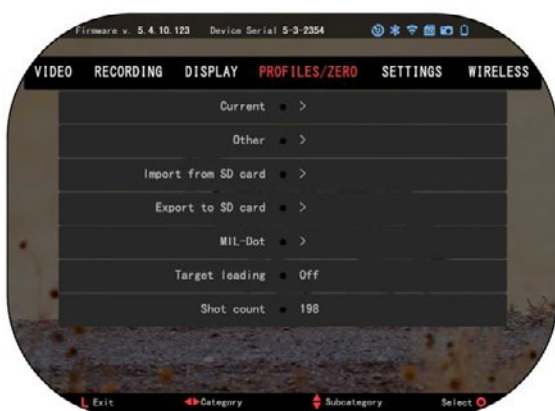 Firmware v. 5.4.10.123 Device Serial 5-3-2354
VIDEO RECORDING DISPLAY PROFILES/ZERO SETTINGS WIRELESS
Current >
Other >
Import from SD card >
Export to SD card >
MIL-Dot >
Target leading Off
Shot count 198
L Exit Category Subcategory Select